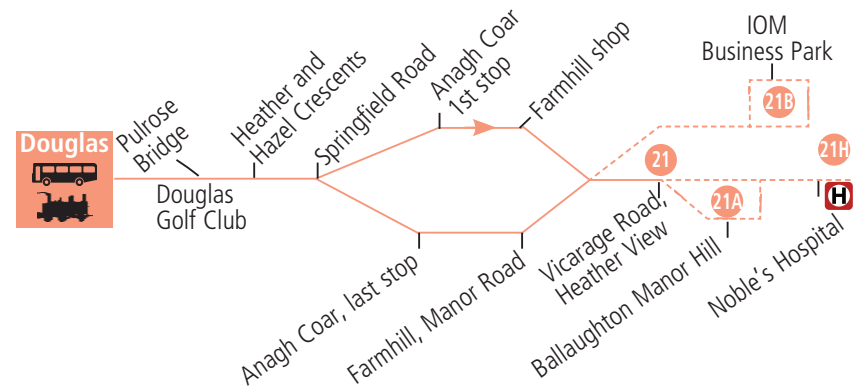 Douglas
Pulrose
Bridge
Douglas
Golf Club
Heather and
Hazel Crescents
Springfield Road
Anagh Coar
1st stop
Farmhill shop
Anagh Coar, last stop
Farmhill, Manor Road
21
Vicarage Road,
Heather View
21A
Ballaughton Manor Hill
IOM
Business Park
21B
21H
H
Noble's Hospital